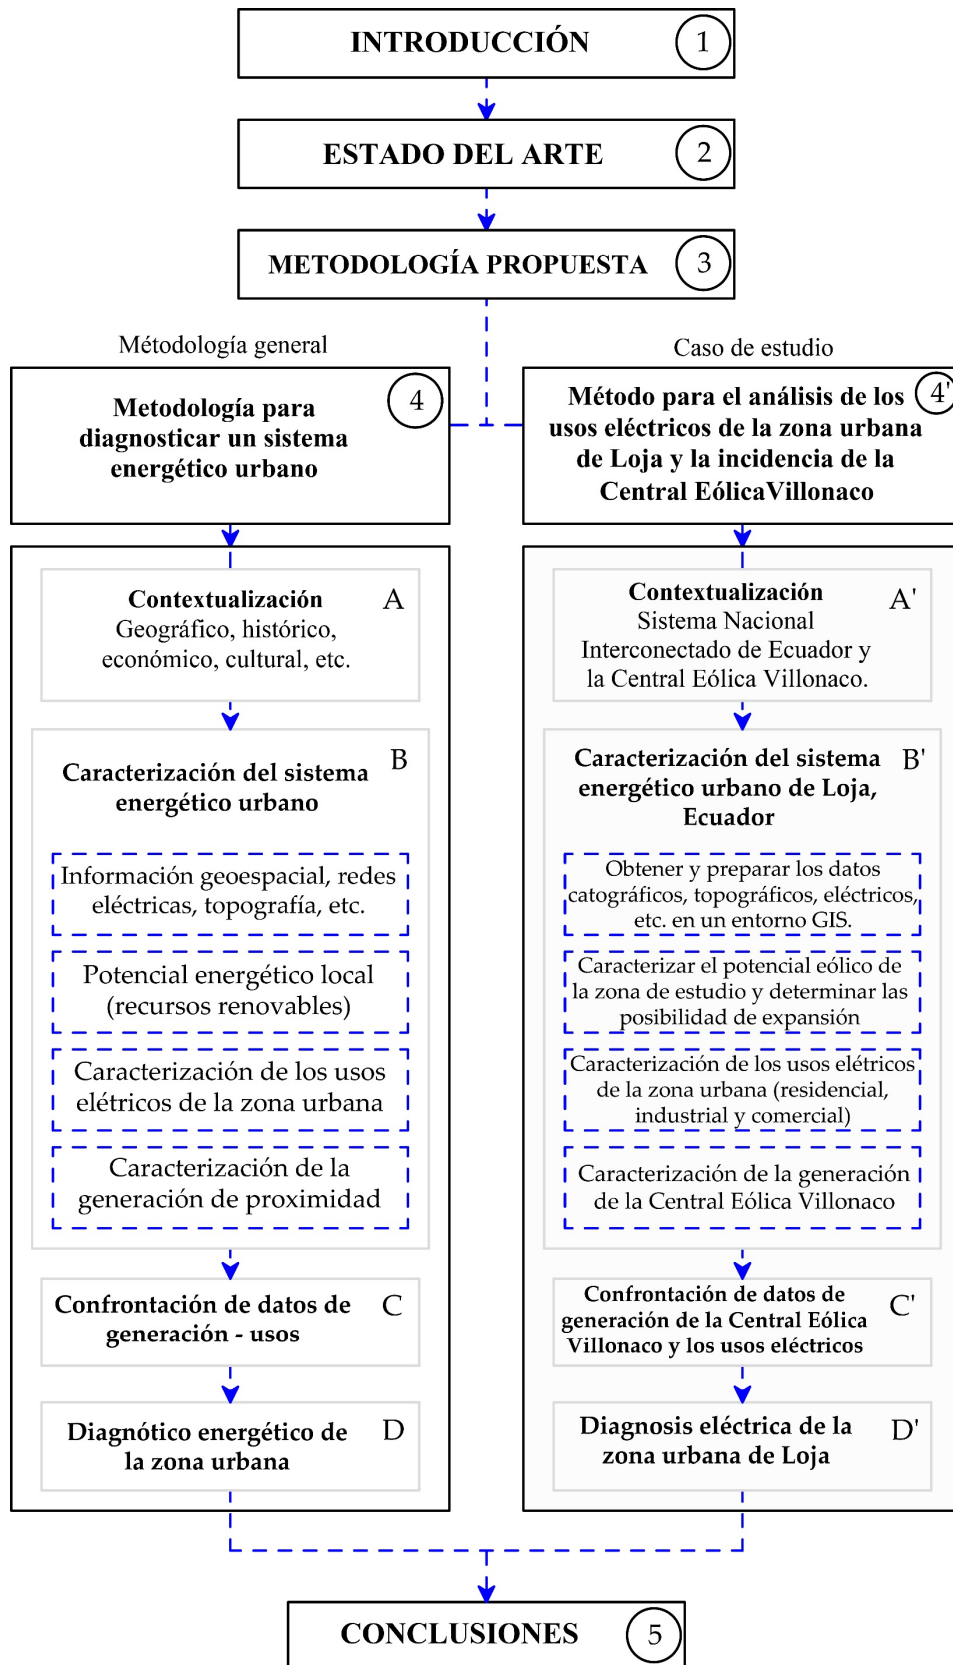 INTRODUCCIÓN
1
ESTADO DEL ARTE
2
METODOLOGÍA PROPUESTA
3
Métodología general
4
Metodología para
diagnosticar un sistema
energético urbano
A
Contextualización
Geográfico, histórico,
económico, cultural, etc.
B
Caracterización del sistema
energético urbano
Información geoespacial, redes
eléctricas, topografía, etc.
Potencial energético local
(recursos renovables)
Caracterización de los usos
elétricos de la zona urbana
Caracterización de la
generación de proximidad
Confrontación de datos de
generación - usos
C
Diagnótico energético de
la zona urbana
D
Caso de estudio
4'
Método para el análisis de los
usos eléctricos de la zona urbana
de Loja y la incidencia de la
Central EólicaVillonaco
Contextualización
A'
Sistema Nacional
Interconectado de Ecuador y
la Central Eólica Villonaco.
Caracterización del sistema
B'
energético urbano de Loja,
Ecuador
Obtener y preparar los datos
catográficos, topográficos, eléctricos,
etc. en un entorno GIS.
Caracterizar el potencial eólico de
la zona de estudio y determinar las
posibilidad de expansión
Caracterización de los usos elétricos
de la zona urbana (residencial,
industrial y comercial)
Caracterización de la generación
de la Central Eólica Villonaco
Confrontación de datos de
C'
generación de la Central Eólica
Villonaco y los usos eléctricos
Diagnosis eléctrica de la
D'
zona urbana de Loja
CONCLUSIONES
5